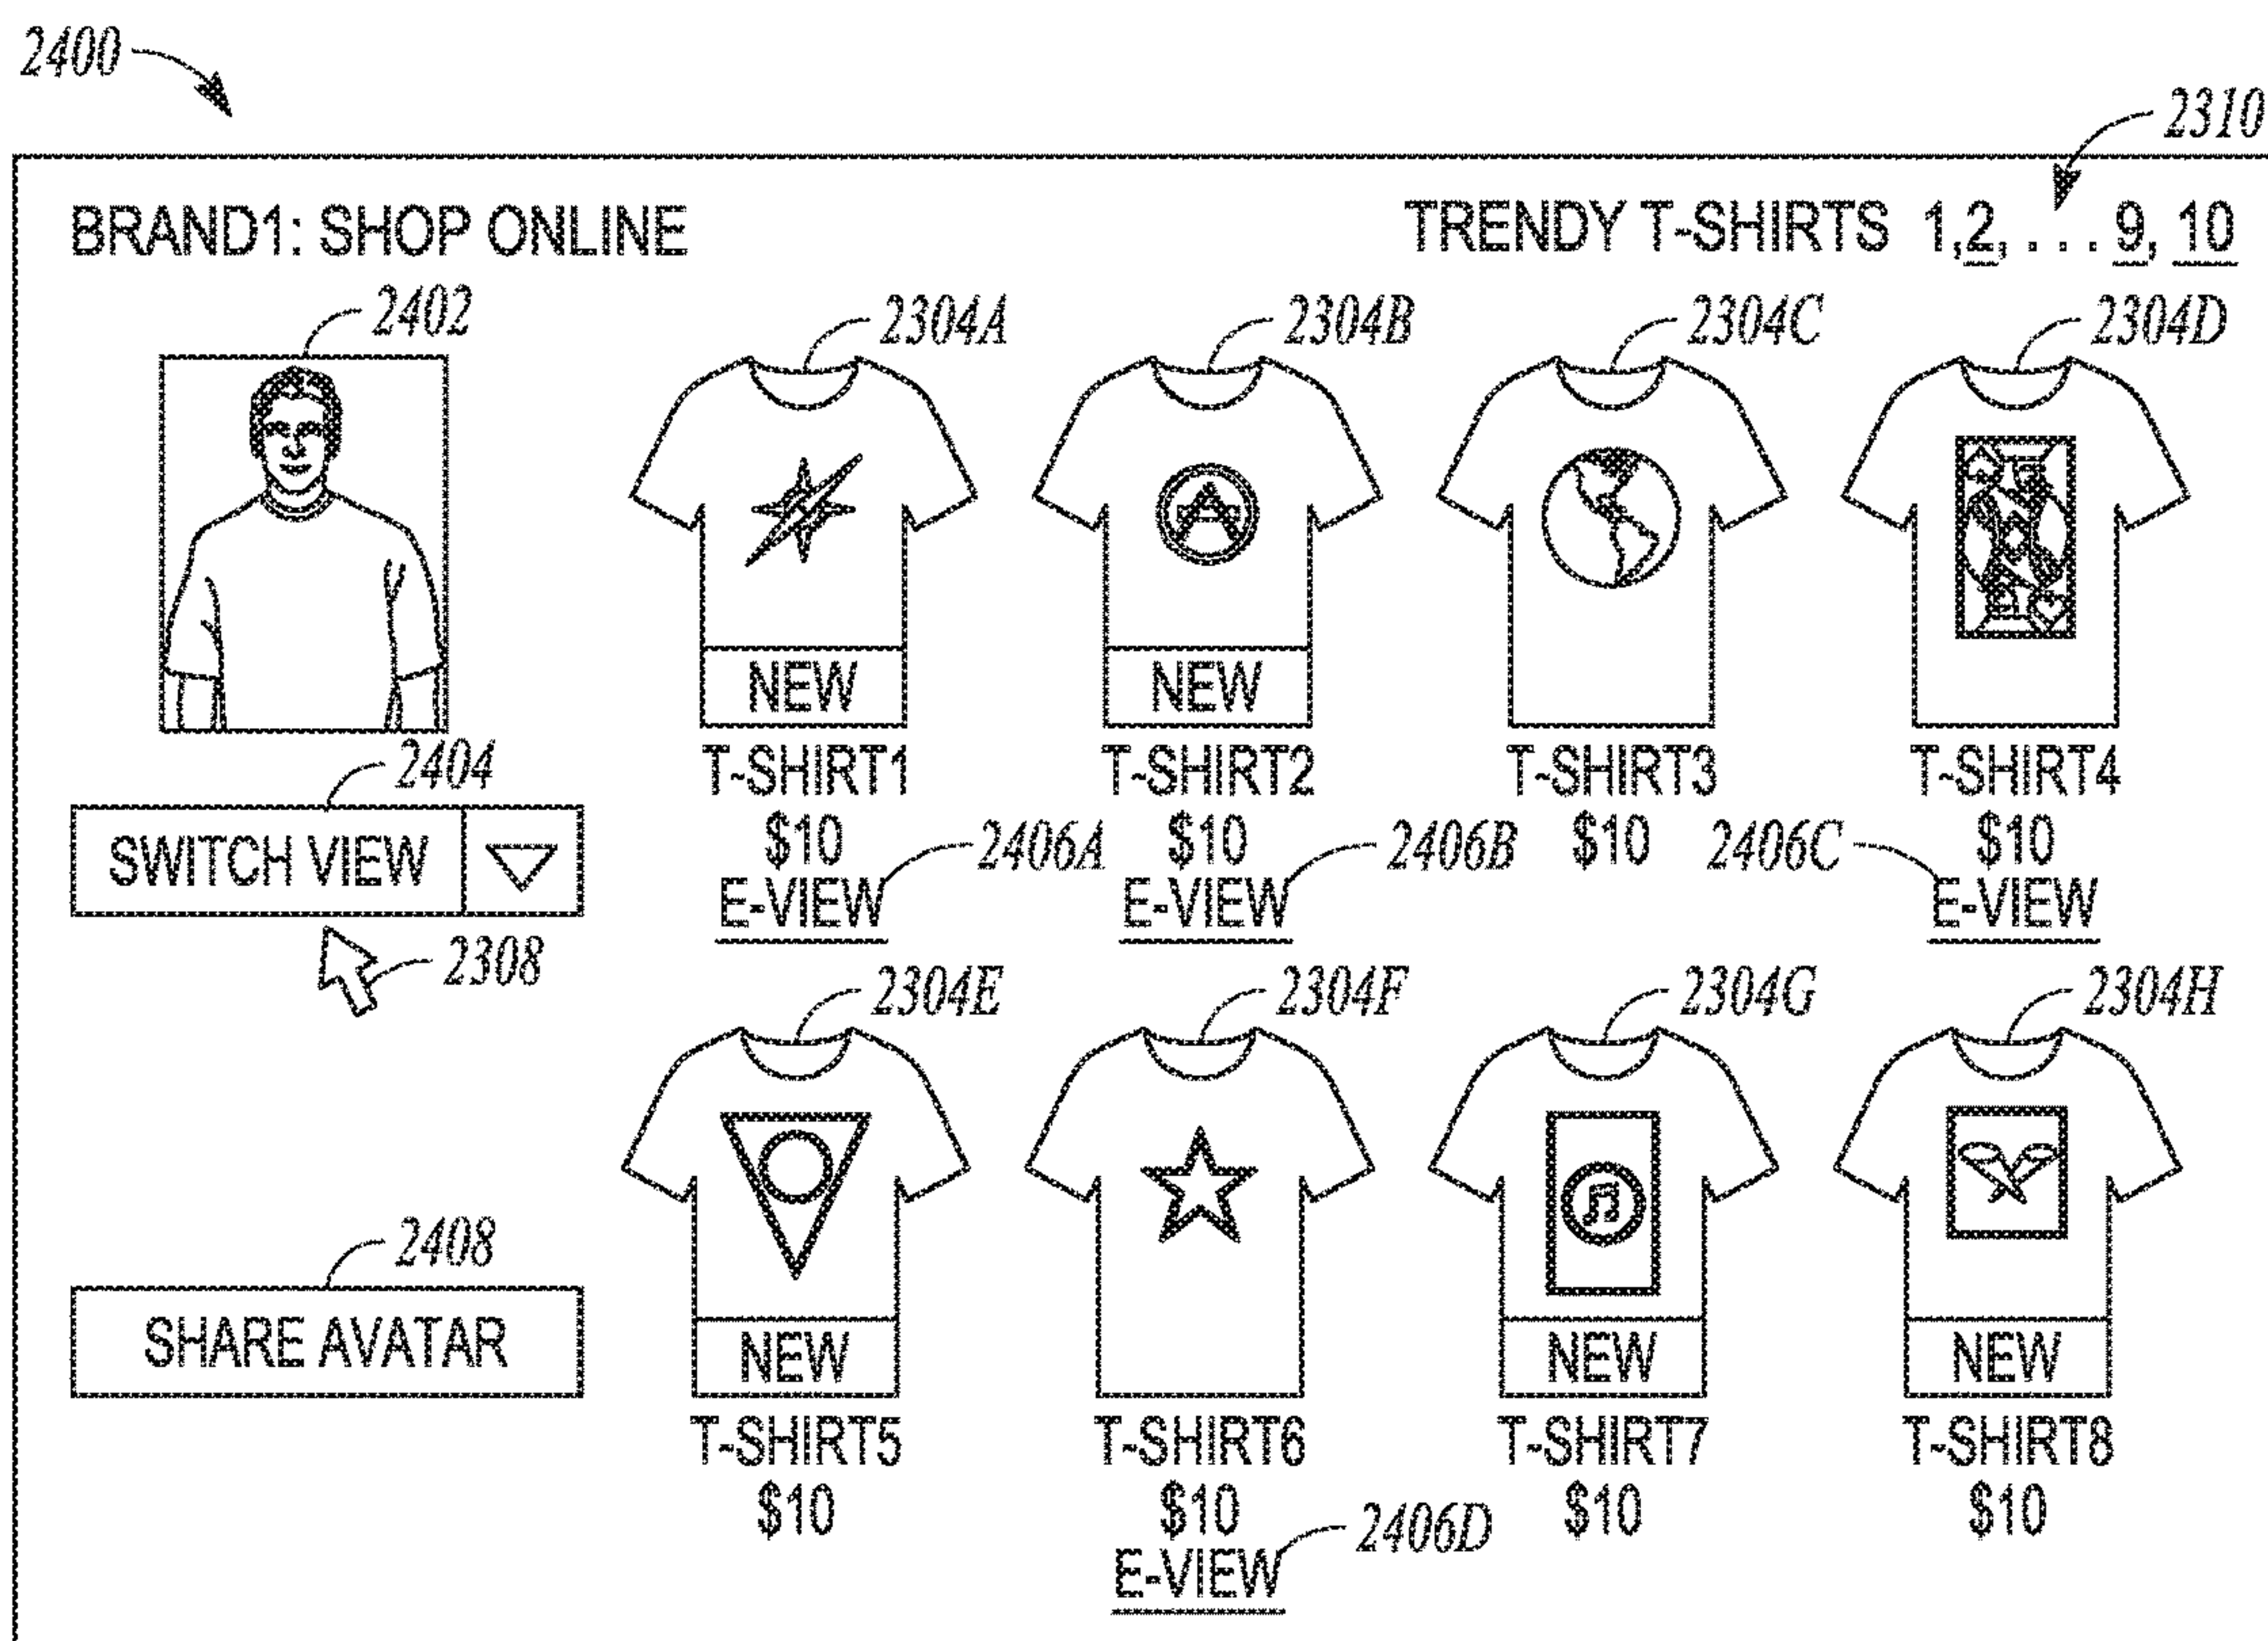 2400
2310
BRAND1: SHOP ONLINE
TRENDY T-SHIRTS 1,2, . . . 9, 10
2402
2304A
2304B
2304C
2304D
A
NEW
NEW
2404
T-SHIRT1
T-SHIRT2
T-SHIRT3
T-SHIRT4
SWITCH VIEW
$10
2406A
$10
2406B
$10
2406C
$10
E-VIEW
E-VIEW
E-VIEW
2308
2304E
2304F
2304G
2304H
2408
SHARE AVATAR
NEW
NEW
NEW
T-SHIRT5
T-SHIRT6
T-SHIRT7
T-SHIRT8
$10
$10
$10
$10
2406D
E-VIEW